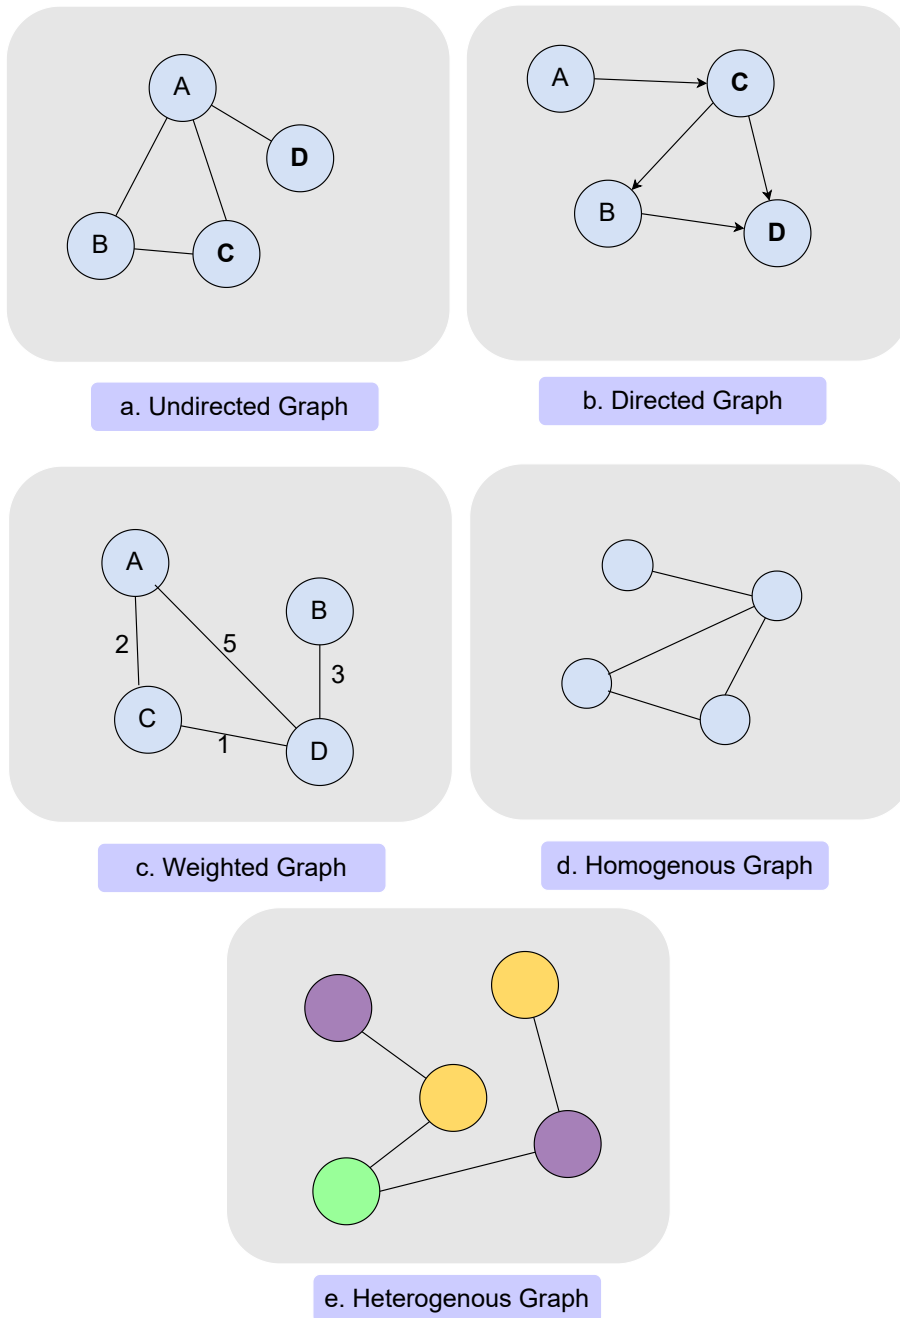 A
D
B
C
a. Undirected Graph
A
C
B
D
b. Directed Graph
A
B
2
5
3
C
1
D
c. Weighted Graph
d. Homogenous Graph
e. Heterogenous Graph